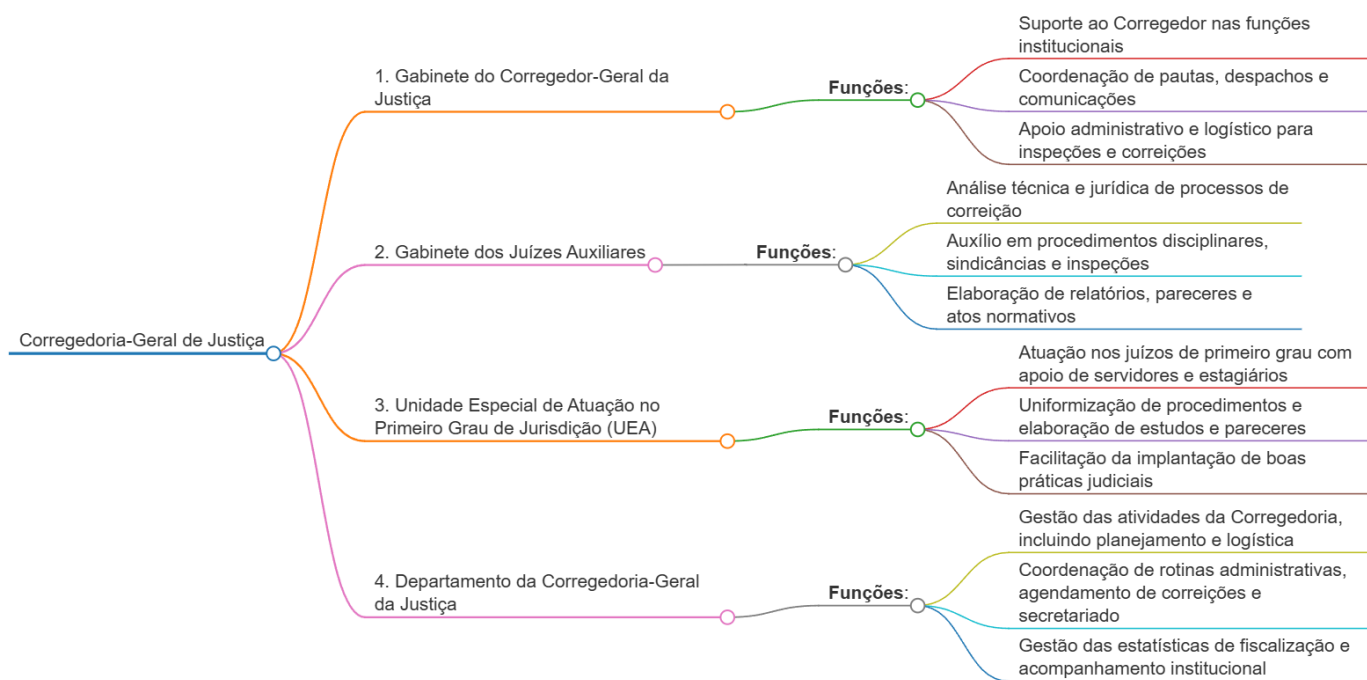 Corregedoria-Geral de Justiça
1. Gabinete do Corregedor-Geral da
Justiça
Funções:
Suporte ao Corregedor nas funções
institucionais
Coordenação de pautas, despachos e
comunicações
Apoio administrativo e logístico para
inspeções e correições
2. Gabinete dos Juízes Auxiliares
Funções:
Análise técnica e jurídica de processos de
correição
Auxílio em procedimentos disciplinares,
sindicâncias e inspeções
Elaboração de relatórios, pareceres e
atos normativos
3. Unidade Especial de Atuação no
Primeiro Grau de Jurisdição (UEA)
Funções:
Atuação nos juízos de primeiro grau com
apoio de servidores e estagiários
Uniformização de procedimentos e
elaboração de estudos e pareceres
Facilitação da implantação de boas
práticas judiciais
4. Departamento da Corregedoria-Geral
da Justiça
Funções:
Gestão das atividades da Corregedoria,
incluindo planejamento e logística
Coordenação de rotinas administrativas,
agendamento de correições e
secretariado
Gestão das estatísticas de fiscalização e
acompanhamento institucional